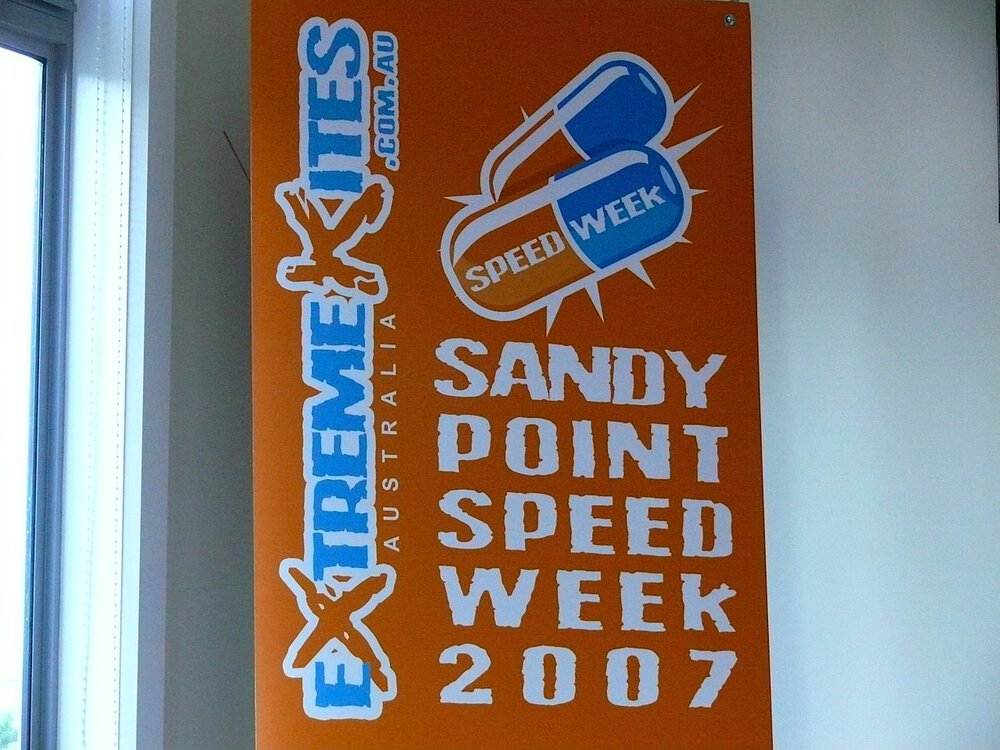 eXTREMEKITES
.COM.AU
AUSTRALIA
SPEED WEEK
SANDY
POINT
SPEED
WEEK
2007